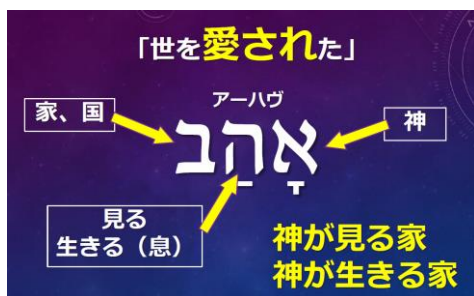 「世を愛された」
アーハヴ
家、国
神
אָהַב
見る
生きる（息）
神が見る家
神が生きる家